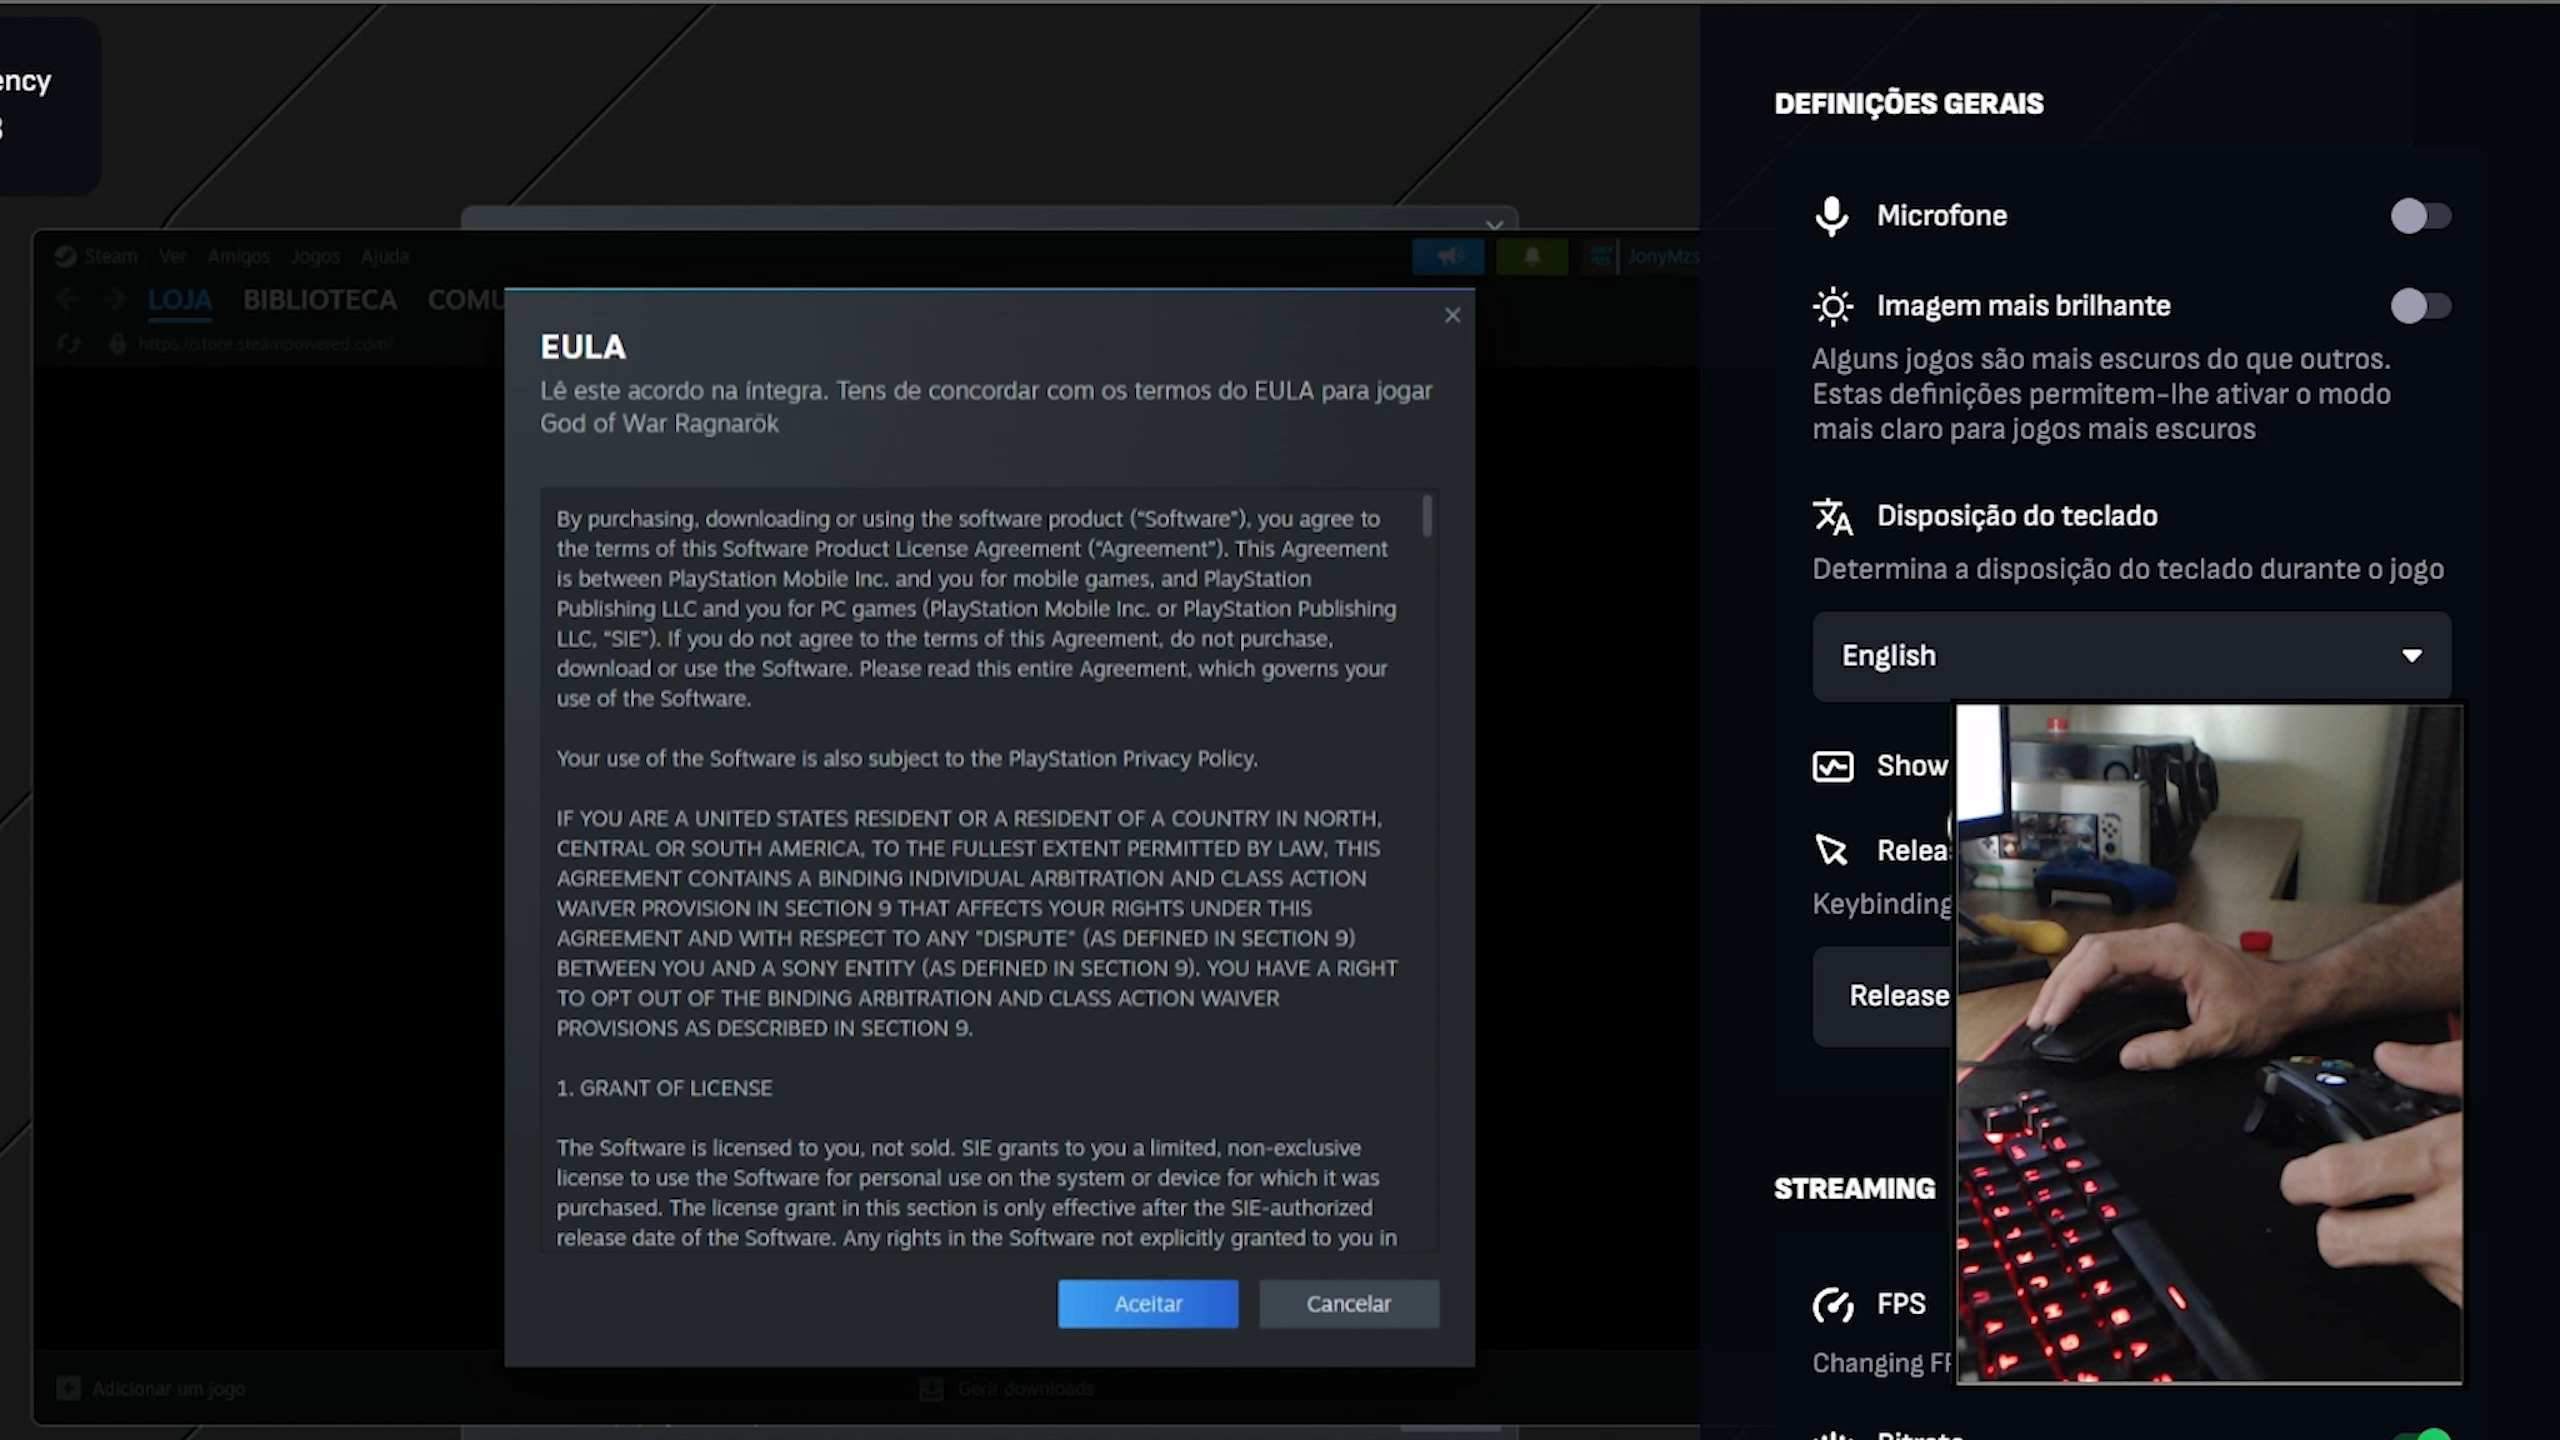 ency
Steam Ver Amigos Jogos Ajuda
JonyMzs
LOJA BIBLIOTECA COMU
https://store.steampowered.com/
EULA
Lê este acordo na íntegra. Tens de concordar com os termos do EULA para jogar
God of War Ragnarök
By purchasing, downloading or using the software product (“Software”), you agree to
the terms of this Software Product License Agreement (“Agreement”). This Agreement
is between PlayStation Mobile Inc. and you for mobile games, and PlayStation
Publishing LLC and you for PC games (PlayStation Mobile Inc. or PlayStation Publishing
LLC, “SIE”). If you do not agree to the terms of this Agreement, do not purchase,
download or use the Software. Please read this entire Agreement, which governs your
use of the Software.
Your use of the Software is also subject to the PlayStation Privacy Policy.
IF YOU ARE A UNITED STATES RESIDENT OR A RESIDENT OF A COUNTRY IN NORTH,
CENTRAL OR SOUTH AMERICA, TO THE FULLEST EXTENT PERMITTED BY LAW, THIS
AGREEMENT CONTAINS A BINDING INDIVIDUAL ARBITRATION AND CLASS ACTION
WAIVER PROVISION IN SECTION 9 THAT AFFECTS YOUR RIGHTS UNDER THIS
AGREEMENT AND WITH RESPECT TO ANY "DISPUTE" (AS DEFINED IN SECTION 9)
BETWEEN YOU AND A SONY ENTITY (AS DEFINED IN SECTION 9). YOU HAVE A RIGHT
TO OPT OUT OF THE BINDING ARBITRATION AND CLASS ACTION WAIVER
PROVISIONS AS DESCRIBED IN SECTION 9.
1. GRANT OF LICENSE
The Software is licensed to you, not sold. SIE grants to you a limited, non-exclusive
license to use the Software for personal use on the system or device for which it was
purchased. The license grant in this section is only effective after the SIE-authorized
release date of the Software. Any rights in the Software not explicitly granted to you in
Aceitar Cancelar
Adicionar um jogo
Gerir downloads
DEFINIÇÕES GERAIS
Microfone
Imagem mais brilhante
Alguns jogos são mais escuros do que outros.
Estas definições permitem-lhe ativar o modo
mais claro para jogos mais escuros
Disposição do teclado
Determina a disposição do teclado durante o jogo
English
Show
Relea
Keybinding
Release
STREAMING
FPS
Changing F
Bitrate